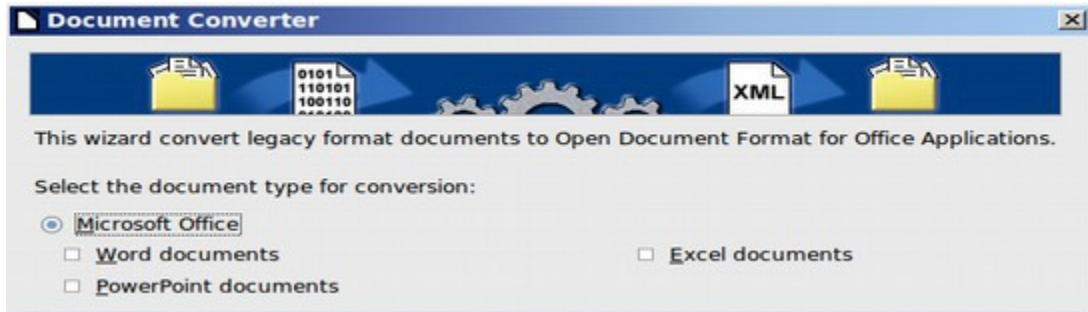 Document Converter
0101
110101
100110
XML
This wizard convert legacy format documents to Open Document Format for Office Applications.
Select the document type for conversion:
Microsoft Office
Word documents
Excel documents
PowerPoint documents